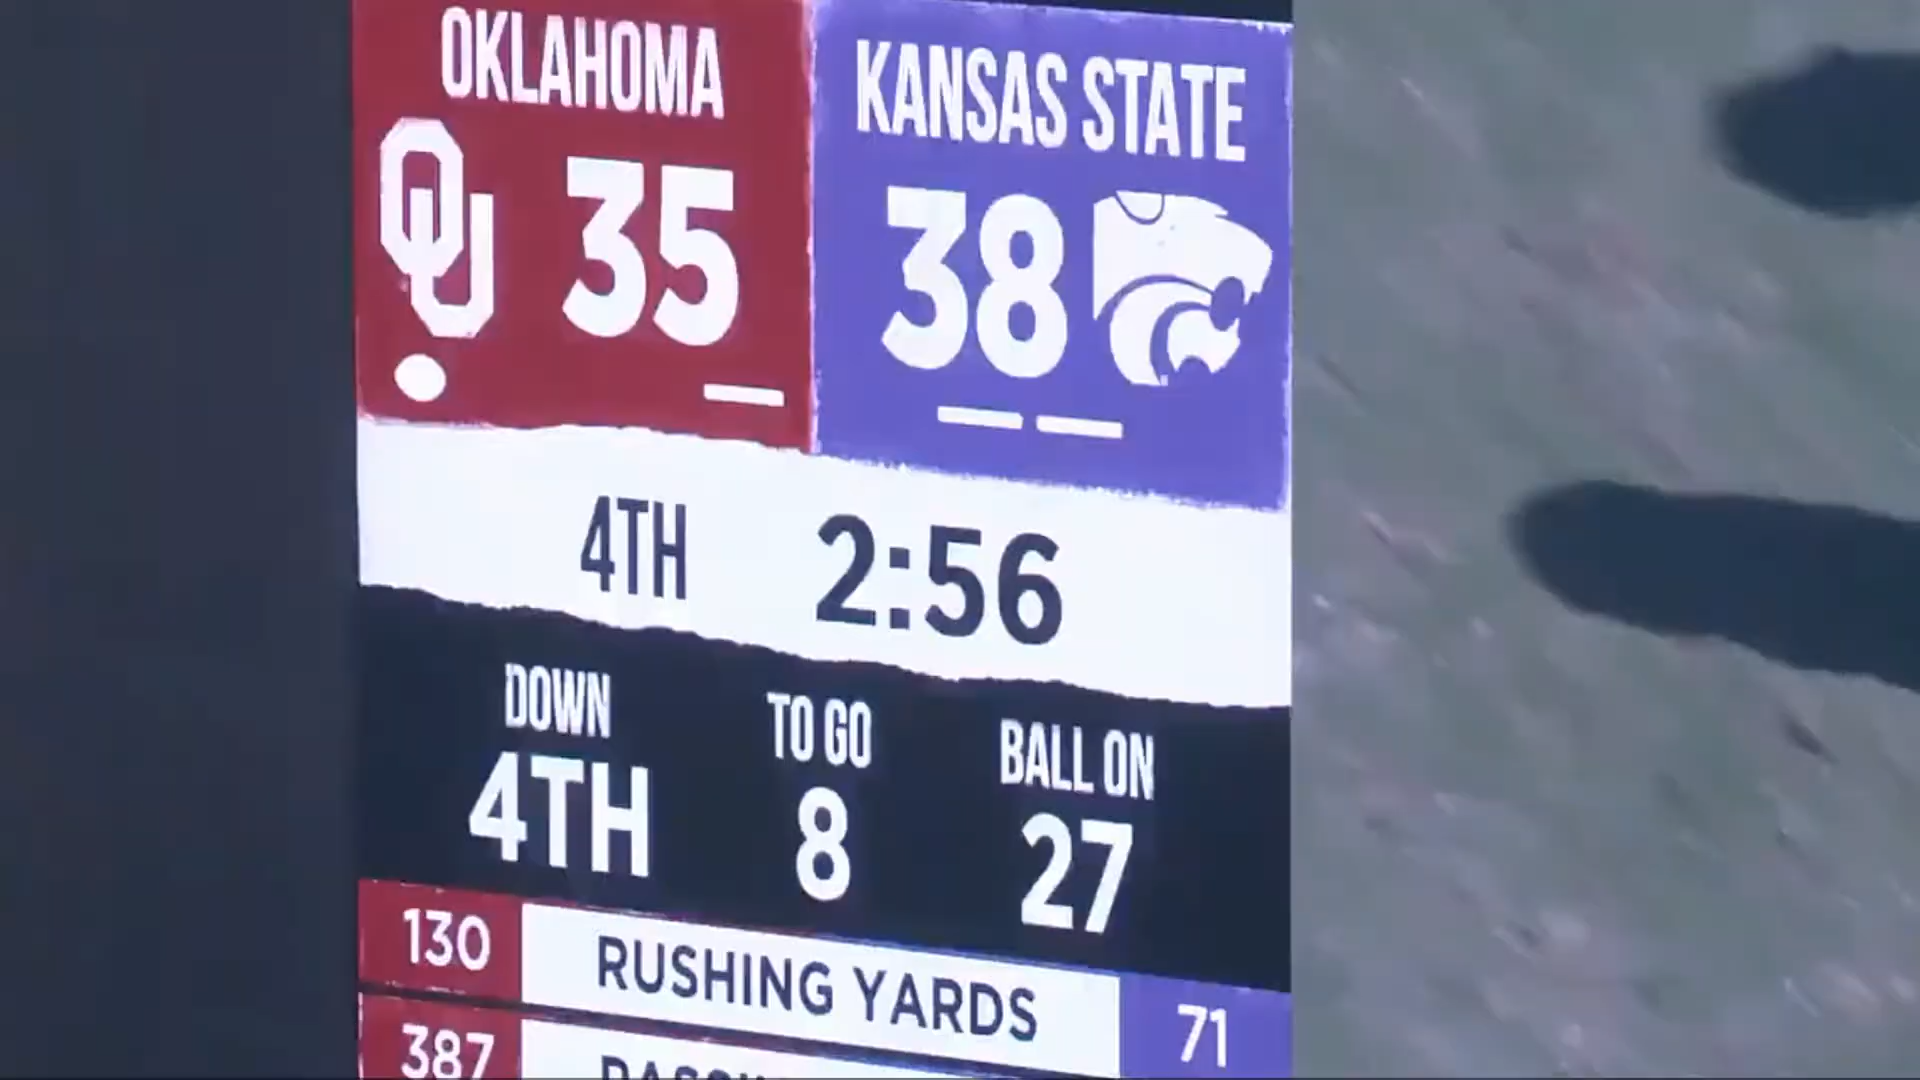 OKLAHOMA
KANSAS STATE
OU 35
38
4TH 2:56
DOWN TO GO BALL ON
4TH 8 27
130 RUSHING YARDS 71
387